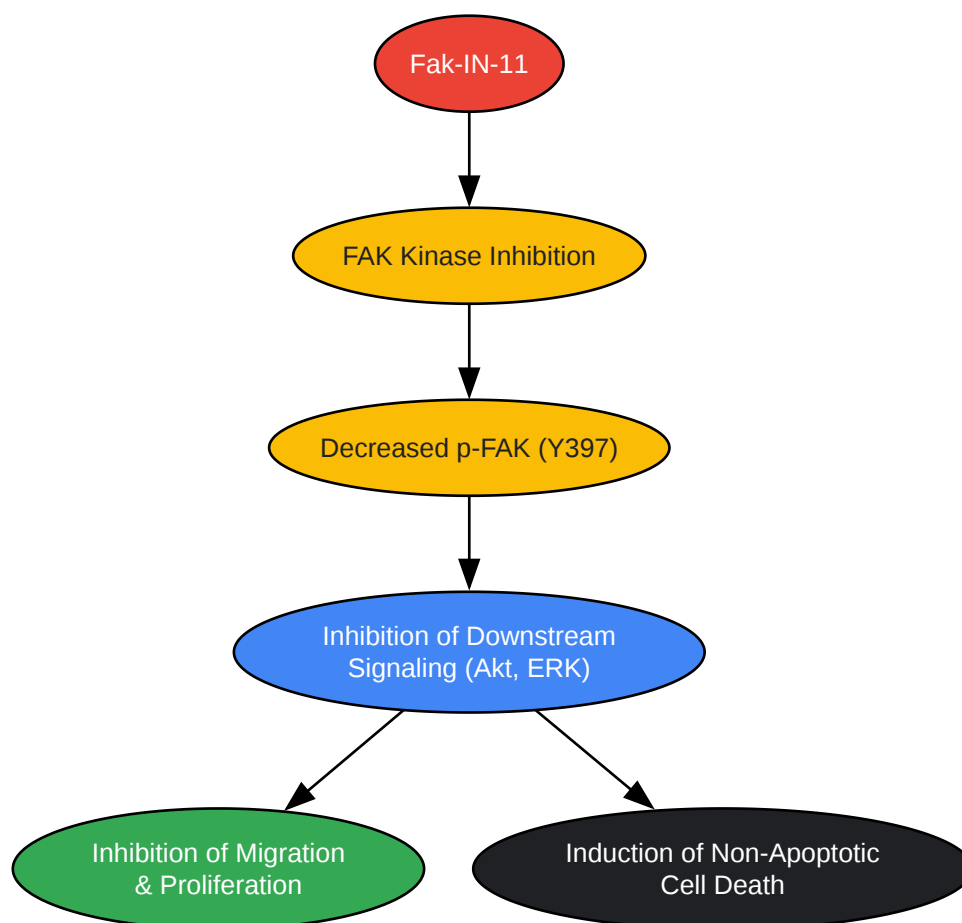 Fak-IN-11
FAK Kinase Inhibition
Decreased p-FAK (Y397)
Inhibition of Downstream
Signaling (Akt, ERK)
Inhibition of Migration
& Proliferation
Induction of Non-Apoptotic
Cell Death